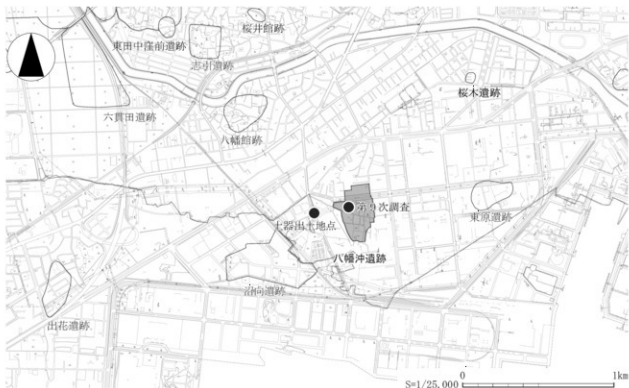 桜井館跡
東田中窪前遺跡
志引遺跡
六貫田遺跡
八幡館跡
桜木遺跡
第9次調査
東原遺跡
土器出土地点
八幡沖遺跡
沼向遺跡
出花遺跡
0
1km
S=1/25,000